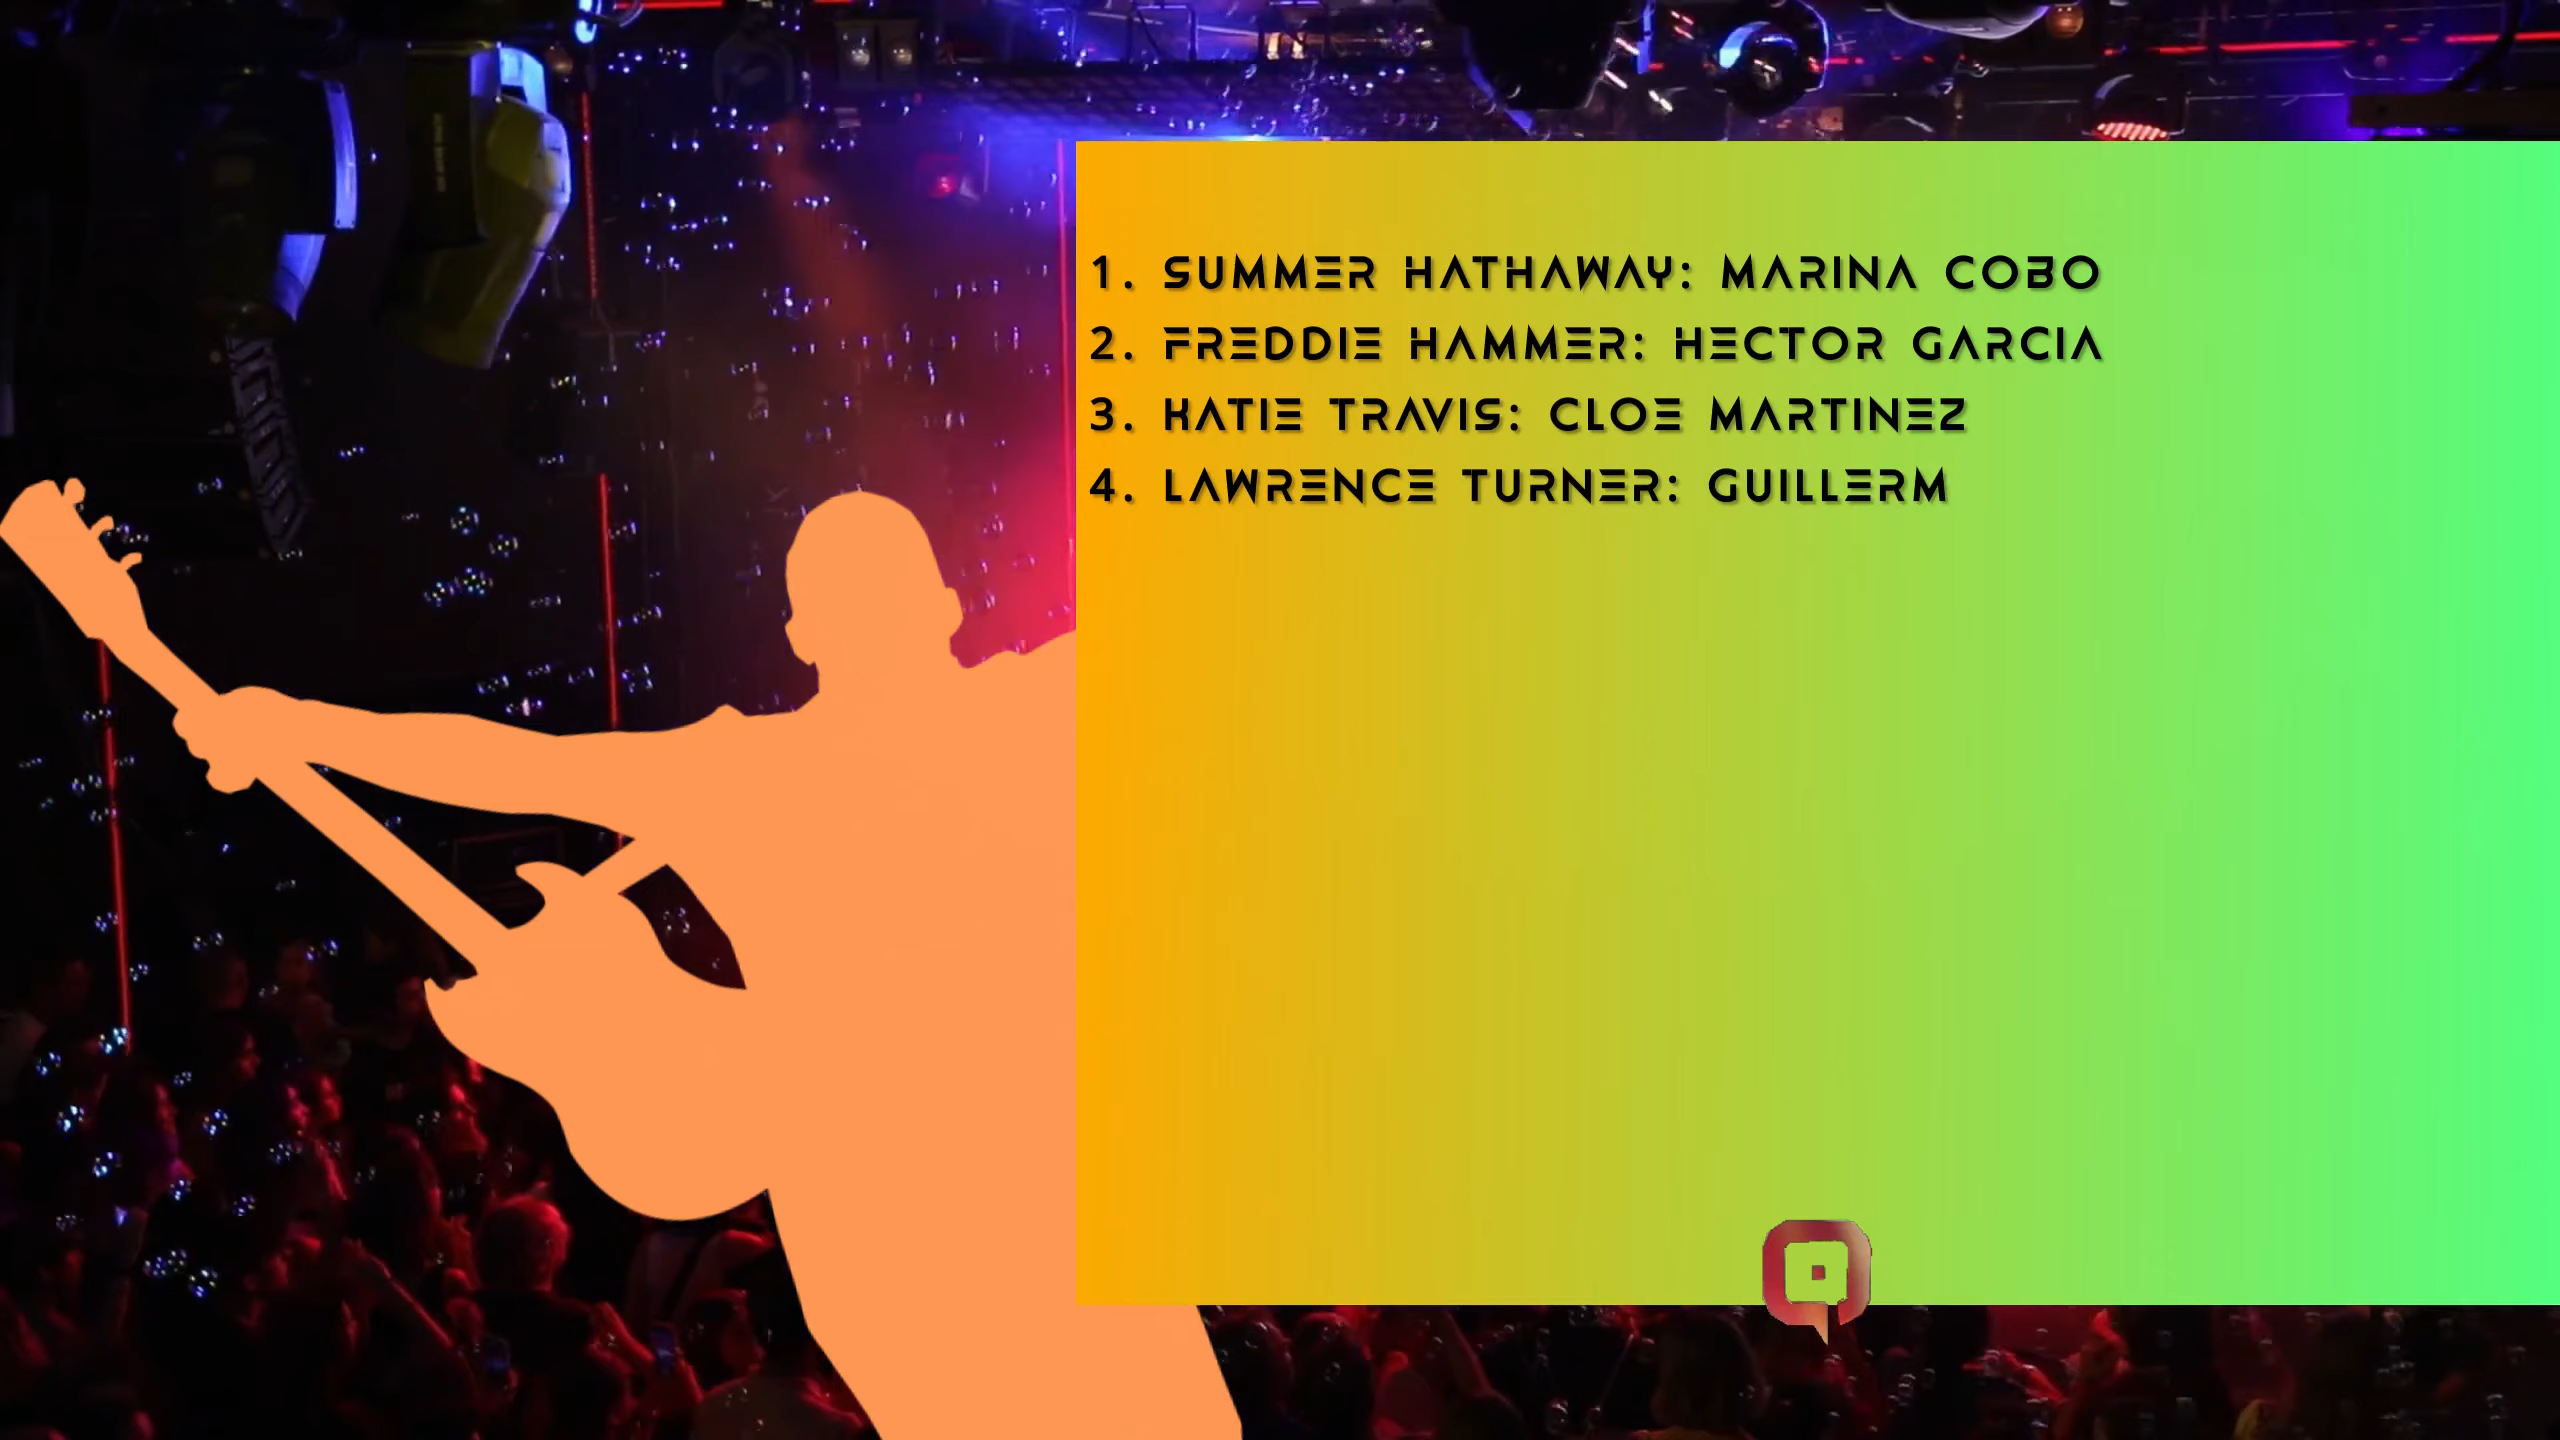 1. SUMMER HATHAWAY: MARINA COBO
2. FREDDIE HAMMER: HECTOR GARCIA
3. KATIE TRAVIS: CLOE MARTINEZ
4. LAWRENCE TURNER: GUILLERM